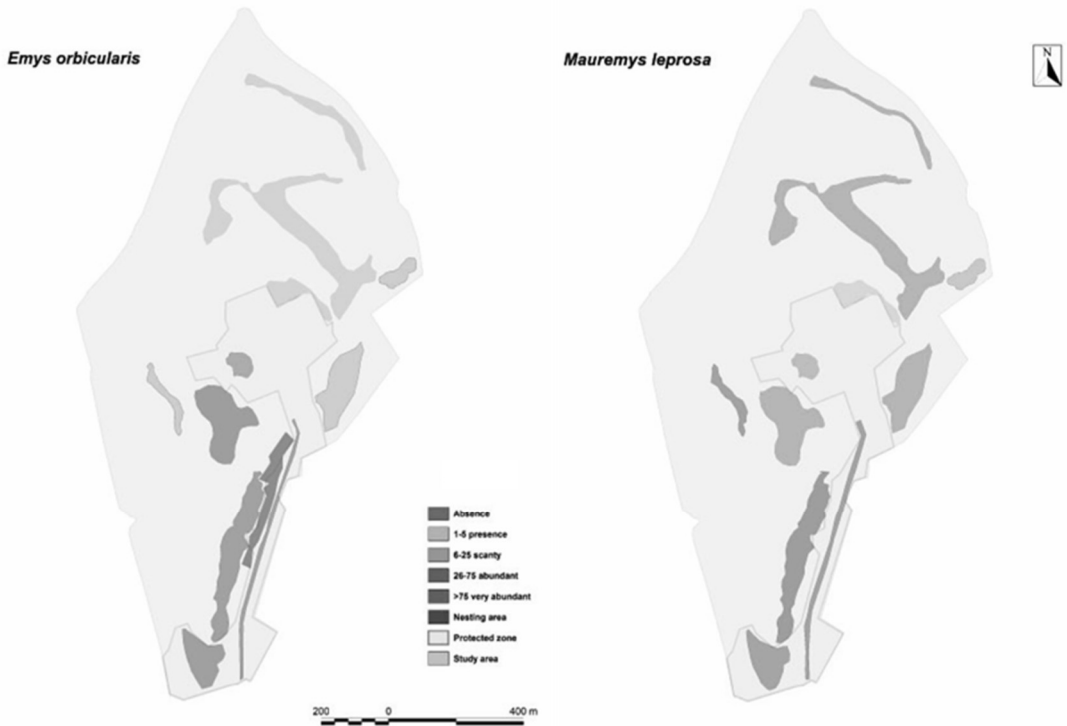 Emys orbicularis
Mauremys leprosa
N
Absence
1-5 presence
6-25 scanty
26-75 abundant
>75 very abundant
Nesting area
Protected zone
Study area
200 0 400 m